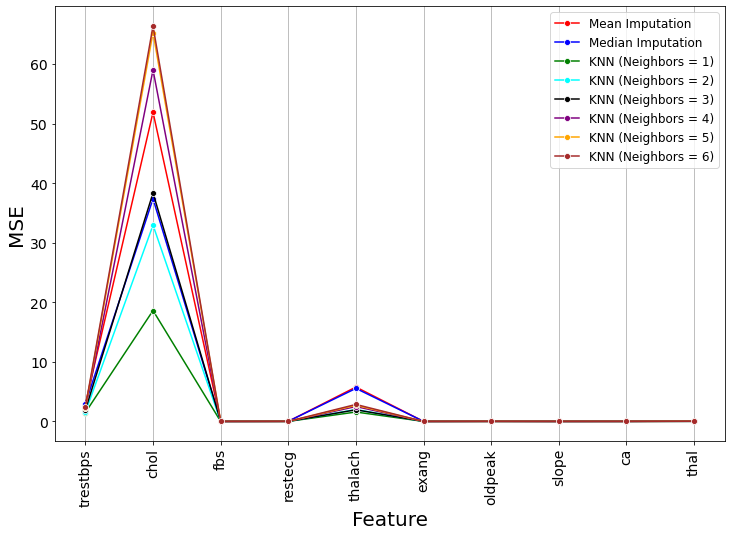 Mean Imputation
Median Imputation
KNN (Neighbors = 1)
KNN (Neighbors = 2)
KNN (Neighbors = 3)
KNN (Neighbors = 4)
KNN (Neighbors = 5)
KNN (Neighbors = 6)
MSE
60
50
40
30
20
10
0
trestbps
chol
fbs
restecg
thalach
exang
oldpeak
slope
ca
thal
Feature